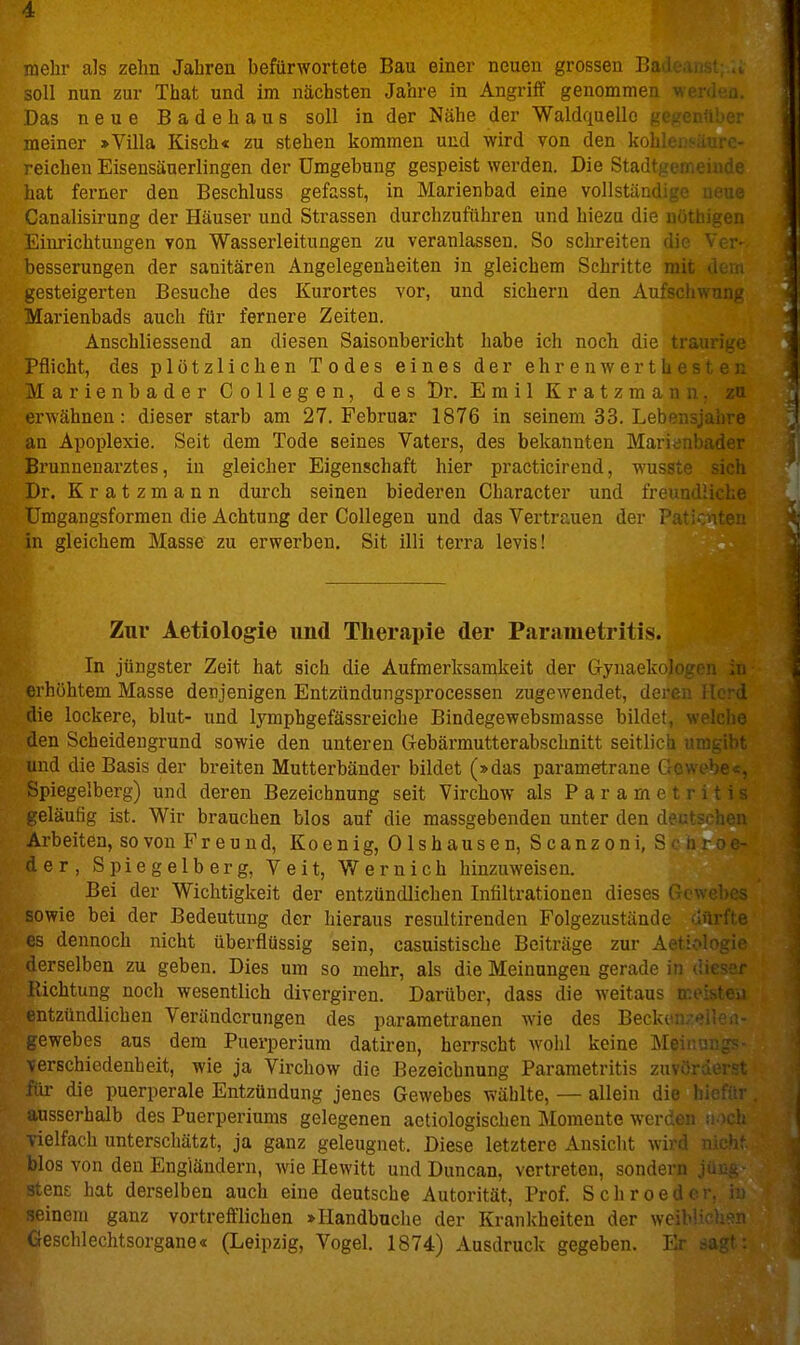 4
mehr als zehn Jahren befürwortete Bau einer neuen grossen Badeanst;
soll nun zur That und im nächsten Jahre in Angriff genommen werden.
Das neue Badehaus soll in der Nähe der Waldquelle gegenüber
meiner »Villa Kisch« zu stehen kommen und wird von den kohlensäure-
reichen Eisensäuerlingen der Umgebung gespeist werden. Die Stadtgemeinde
hat ferner den Beschluss gefasst, in Marienbad eine vollständige neue
Canalisirung der Häuser und Strassen durchzuführen und hiezu die nöthigen
Einrichtungen von Wasserleitungen zu veranlassen. So schreiten die Ver-
besserungen der sanitären Angelegenheiten in gleichem Schritte mit dem
gesteigerten Besuche des Kurortes vor, und sichern den Aufschwung
Marienbads auch für fernere Zeiten.
Anschliessend an diesen Saisonbericht habe ich noch die traurige
Pflicht, des plötzlichen Todes eines der ehrenwerthesten
Marienbader Collegen, des Dr. Emil Kratzmann, zu
erwähnen: dieser starb am 27. Februar 1876 in seinem 33. Lebensjahre
an Apoplexie. Seit dem Tode seines Vaters, des bekannten Marienbader
Brunnenarztes, in gleicher Eigenschaft hier practicirend, wusste sich
Dr. Kratzmann durch seinen biederen Character und freundliche
Umgangsformen die Achtung der Collegen und das Vertrauen der Patienten
in gleichem Masse zu erwerben. Sit illi terra levis!
Zur Aetiologie und Therapie der Parametritis.
In jüngster Zeit hat sich die Aufmerksamkeit der Gynaekologen in
erhöhtem Masse denjenigen Entzündungsprocessen zugewendet, deren Herd
die lockere, blut- und lymphgefässreiche Bindegewebsmasse bildet, welche
den Scheidengrund sowie den unteren Gebärmutterabschnitt seitlich umgibt
und die Basis der breiten Mutterbänder bildet (»das parametrane Gewebe«,
Spiegelberg) und deren Bezeichnung seit Virchow als Parametritis
geläufig ist. Wir brauchen blos auf die massgebenden unter den deutschen
Arbeiten, so von Freund, Koenig, Olshausen, Scanzoni, Schroe-
der, Spiegelberg, Veit, Wernich hinzuweisen.
Bei der Wichtigkeit der entzündlichen Infiltrationen dieses Gewebes
sowie bei der Bedeutung der hieraus resultirenden Folgezustände dürfte
es dennoch nicht überflüssig sein, casuistische Beiträge zur Aetiologie
derselben zu geben. Dies um so mehr, als die Meinungen gerade in dieser
Richtung noch wesentlich divergiren. Darüber, dass die weitaus meisten
entzündlichen Veränderungen des parametranen wie des Beckenzellen-
gewebes aus dem Puerperium datiren, herrscht wohl keine Meinungs-
verschiedenheit, wie ja Virchow die Bezeichnung Parametritis zuvörderst
für die puerperale Entzündung jenes Gewebes wählte, — allein die hiefür
ausserhalb des Puerperiums gelegenen aetiologischen Momente werden noch
vielfach unterschätzt, ja ganz geleugnet. Diese letztere Ansicht wird nicht
blos von den Engländern, wie Hewitt und Duncan, vertreten, sondern jüng-
stens hat derselben auch eine deutsche Autorität, Prof. Schroeder, in
seinem ganz vortrefflichen »Handbuche der Krankheiten der weiblichen
Geschlechtsorgane« (Leipzig, Vogel. 1874) Ausdruck gegeben. Er sagt: